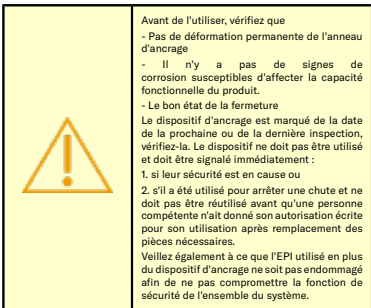 Avant de l'utiliser, vérifiez que
- Pas de déformation permanente de l'anneau
d'ancrage
- Il n'y a pas de signes de
corrosion susceptibles d'affecter la capacité
fonctionnelle du produit.
- Le bon état de la fermeture
Le dispositif d'ancrage est marqué de la date
de la prochaine ou de la dernière inspection,
vérifiez-la. Le dispositif ne doit pas être utilisé
et doit être signalé immédiatement :
1. si leur sécurité est en cause ou
2. s'il a été utilisé pour arrêter une chute et ne
doit pas être réutilisé avant qu'une personne
compétente n'ait donné son autorisation écrite
pour son utilisation après remplacement des
pièces nécessaires.
Veillez également à ce que l'EPI utilisé en plus
du dispositif d'ancrage ne soit pas endommagé
afin de ne pas compromettre la fonction de
sécurité de l'ensemble du système.